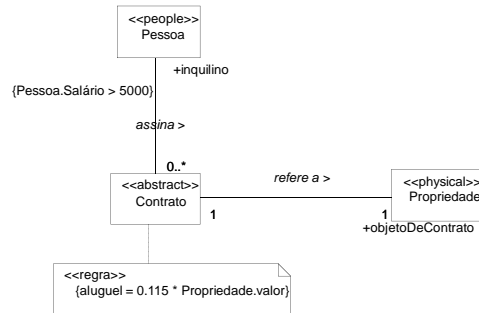 <<people>>
Pessoa
+inquilino
{Pessoa.Salário > 5000}
assina >
0..*
<<abstract>>
Contrato
refere a >
1
1
<<physical>>
Propriedade
+objetoDeContrato
<<regra>>
{aluguel = 0.115 * Propriedade.valor}